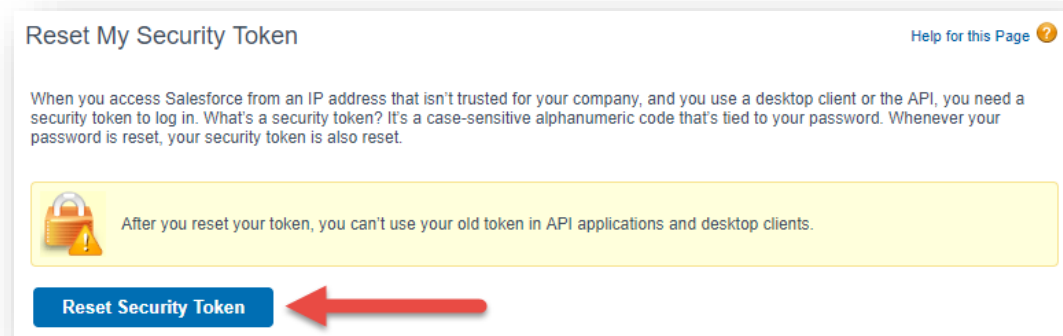 Reset My Security Token
Help for this Page
When you access Salesforce from an IP address that isn't trusted for your company, and you use a desktop client or the API, you need a
security token to log in. What's a security token? It's a case-sensitive alphanumeric code that's tied to your password. Whenever your
password is reset, your security token is also reset.
After you reset your token, you can't use your old token in API applications and desktop clients.
Reset Security Token